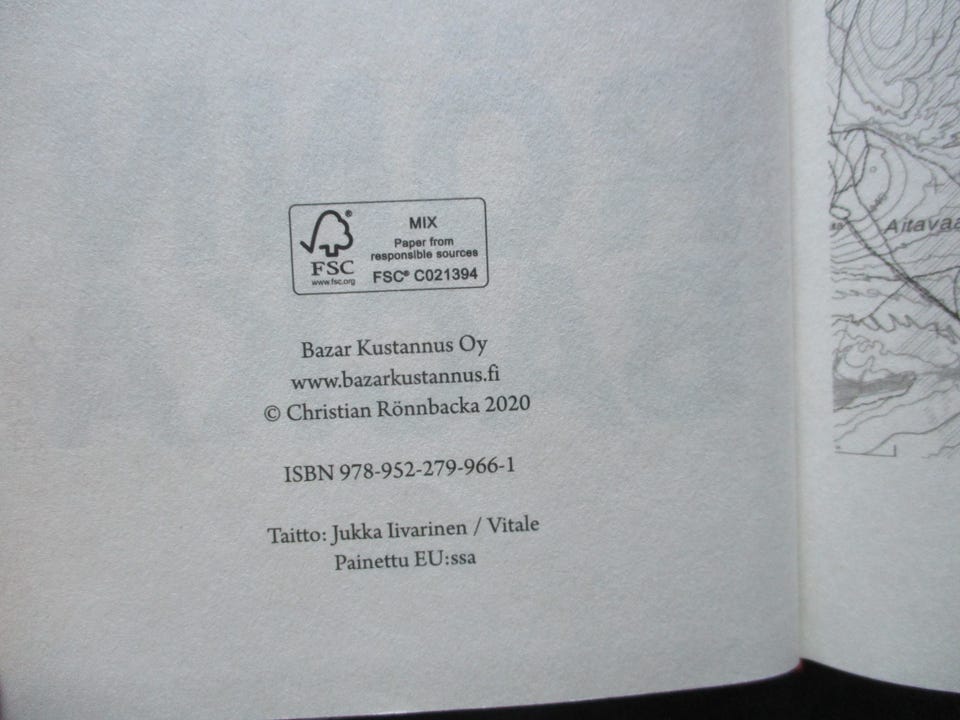 FSC®
www.fsc.org
MIX
Paper from
responsible sources
FSC® C021394
Bazar Kustannus Oy
www.bazarkustannus.fi
© Christian Rönnbacka 2020
ISBN 978-952-279-966-1
Taitto: Jukka Iivarinen / Vitale
Painettu EU:ssa